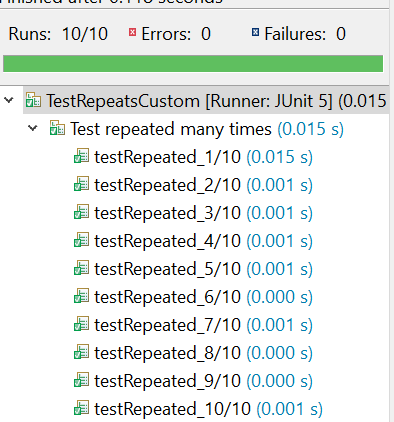 Finished after 0.118 seconds
Runs: 10/10 Errors: 0 Failures: 0
TestRepeatsCustom [Runner: JUnit 5] (0.015
Test repeated many times (0.015 s)
testRepeated_1/10 (0.015 s)
testRepeated_2/10 (0.001 s)
testRepeated_3/10 (0.001 s)
testRepeated_4/10 (0.001 s)
testRepeated_5/10 (0.001 s)
testRepeated_6/10 (0.000 s)
testRepeated_7/10 (0.001 s)
testRepeated_8/10 (0.000 s)
testRepeated_9/10 (0.000 s)
testRepeated_10/10 (0.001 s)